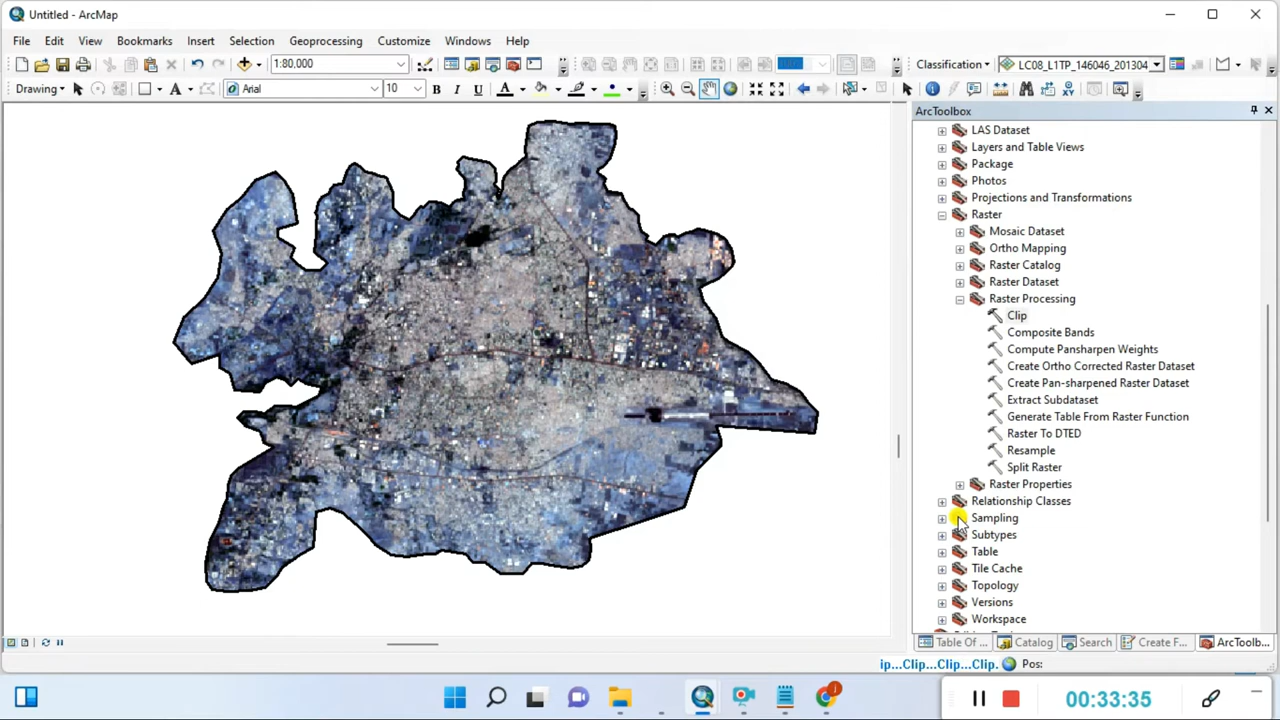 Untitled - ArcMap
File Edit View Bookmarks Insert Selection Geoprocessing Customize Windows Help
1:80,000
Classification
LC08_L1TP_146046_201304
Drawing
A
Arial
10
B I U A
ArcToolbox
LAS Dataset
Layers and Table Views
Package
Photos
Projections and Transformations
Raster
Mosaic Dataset
Ortho Mapping
Raster Catalog
Raster Dataset
Raster Processing
Clip
Composite Bands
Compute Pansharpen Weights
Create Ortho Corrected Raster Dataset
Create Pan-sharpened Raster Dataset
Extract Subdataset
Generate Table From Raster Function
Raster To DTED
Resample
Split Raster
Raster Properties
Relationship Classes
Sampling
Subtypes
Table
Tile Cache
Topology
Versions
Workspace
Table Of ... Catalog Search Create F... ArcToolb...
ip...Clip...Clip...Clip. Pos:
00:33:35